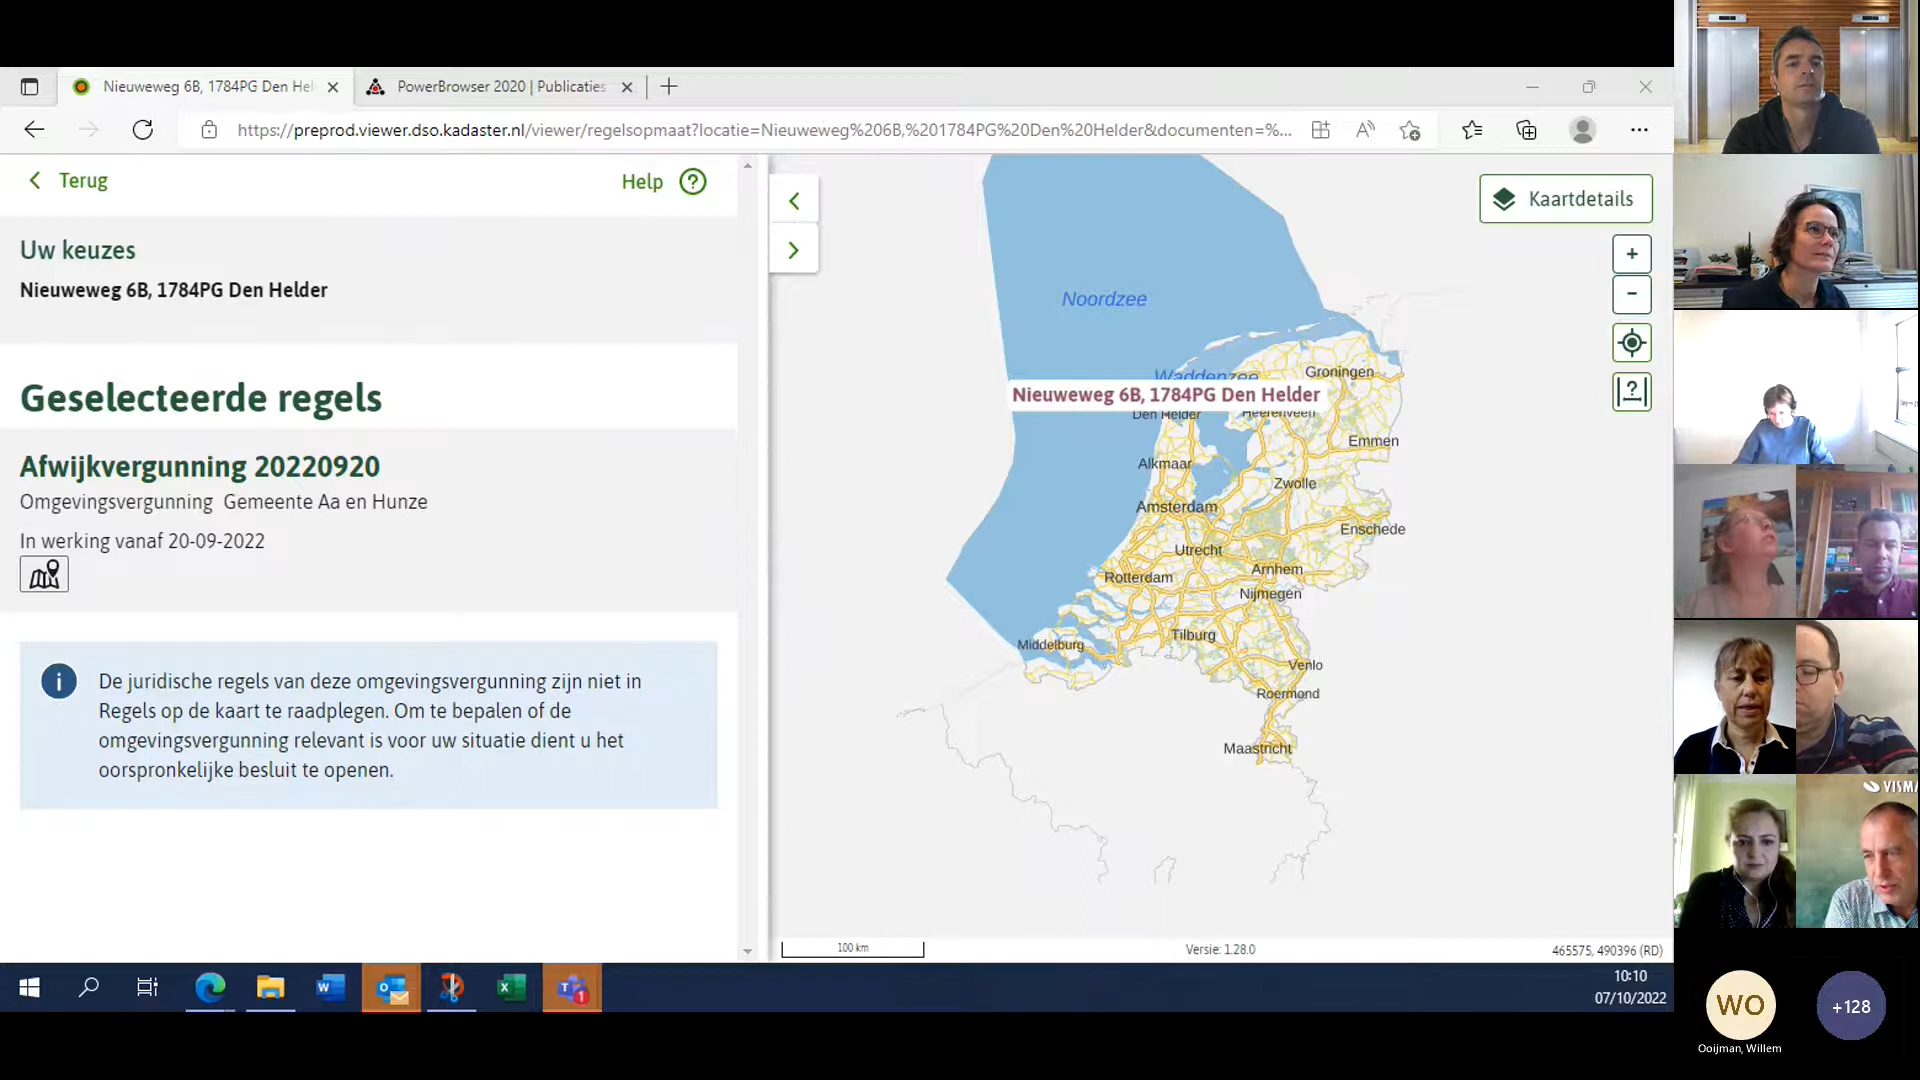 Nieuweweg 6B, 1784PG Den Hel
PowerBrowser 2020 | Publicaties
https://preprod.viewer.dso.kadaster.nl/viewer/regelsopmaat?locatie=Nieuweweg%206B,%201784PG%20Den%20Helder&documenten=%...
Terug
Help
Uw keuzes
Nieuweweg 6B, 1784PG Den Helder
Geselecteerde regels
Afwijkvergunning 20220920
Omgevingsvergunning Gemeente Aa en Hunze
In werking vanaf 20-09-2022
De juridische regels van deze omgevingsvergunning zijn niet in
Regels op de kaart te raadplegen. Om te bepalen of de
omgevingsvergunning relevant is voor uw situatie dient u het
oorspronkelijke besluit te openen.
Kaartdetails
Noordzee
Waddenzee
Groningen
Nieuweweg 6B, 1784PG Den Helder
Den Helder
Heerenveen
Emmen
Alkmaar
Zwolle
Amsterdam
Enschede
Utrecht
Arnhem
Rotterdam
Nijmegen
Tilburg
Middelburg
Venlo
Roermond
Maastricht
100 km
Versie: 1.28.0
465575, 490396 (RD)
10:10
07/10/2022
VISMA
WO
+128
Ooijman, Willem